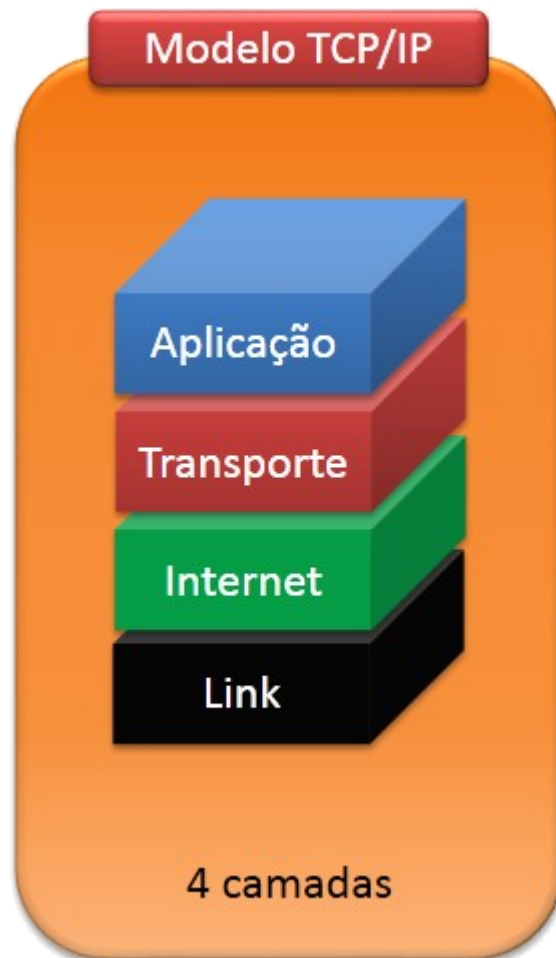 Modelo TCP/IP
Aplicação
Transporte
Internet
Link
4 camadas